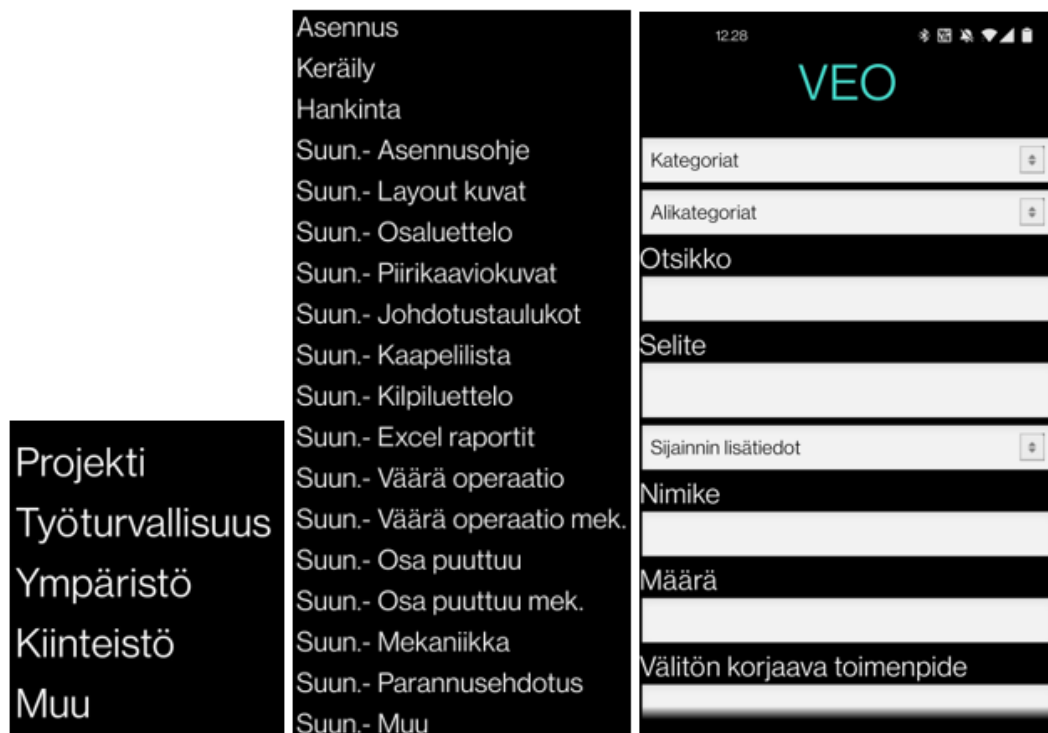 Projekti
Työturvallisuus
Ympäristö
Kiinteistö
Muu
Asennus
Keräily
Hankinta
Suun.- Asennusohje
Suun.- Layout kuvat
Suun.- Osaluettelo
Suun.- Piirikaaviokuvat
Suun.- Johdotustaulukot
Suun.- Kaapelilista
Suun.- Kilpiluettelo
Suun.- Excel raportit
Suun.- Väärä operaatio
Suun.- Väärä operaatio mek.
Suun.- Osa puuttuu
Suun.- Osa puuttuu mek.
Suun.- Mekaniikka
Suun.- Parannusehdotus
Suun.- Muu
12.28
VEO
Kategoriat
Alikategoriat
Otsikko
Selite
Sijainnin lisätiedot
Nimike
Määrä
Välitön korjaava toimenpide